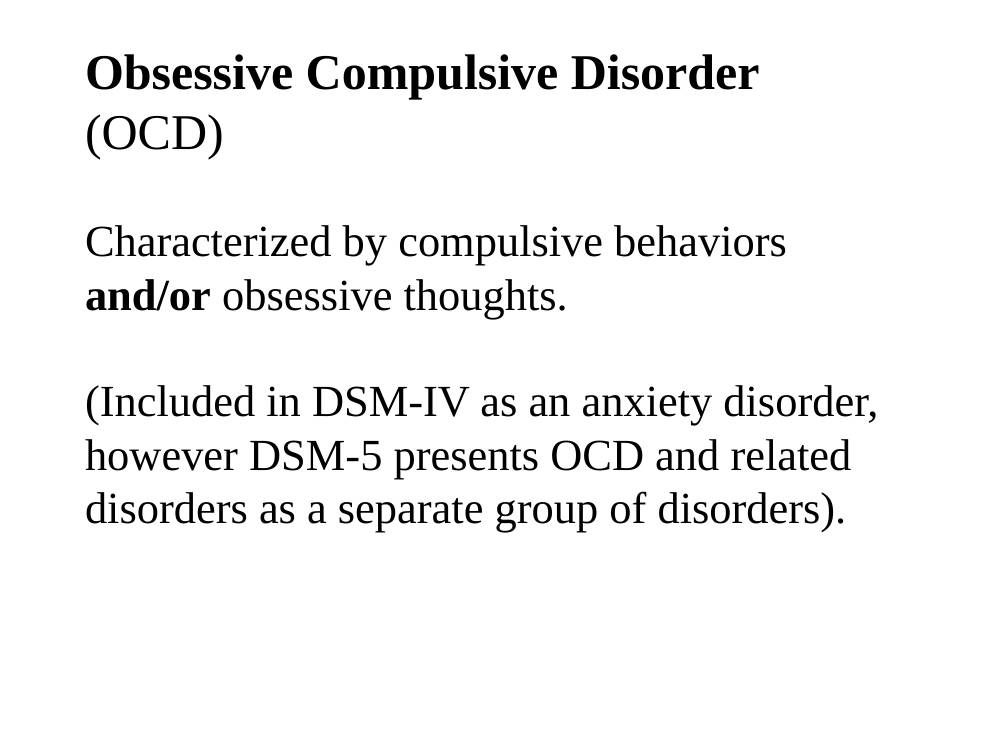 Obsessive Compulsive Disorder
(OCD)
Characterized by compulsive behaviors
and/or obsessive thoughts.
(Included in DSM-IV as an anxiety disorder,
however DSM-5 presents OCD and related
disorders as a separate group of disorders).